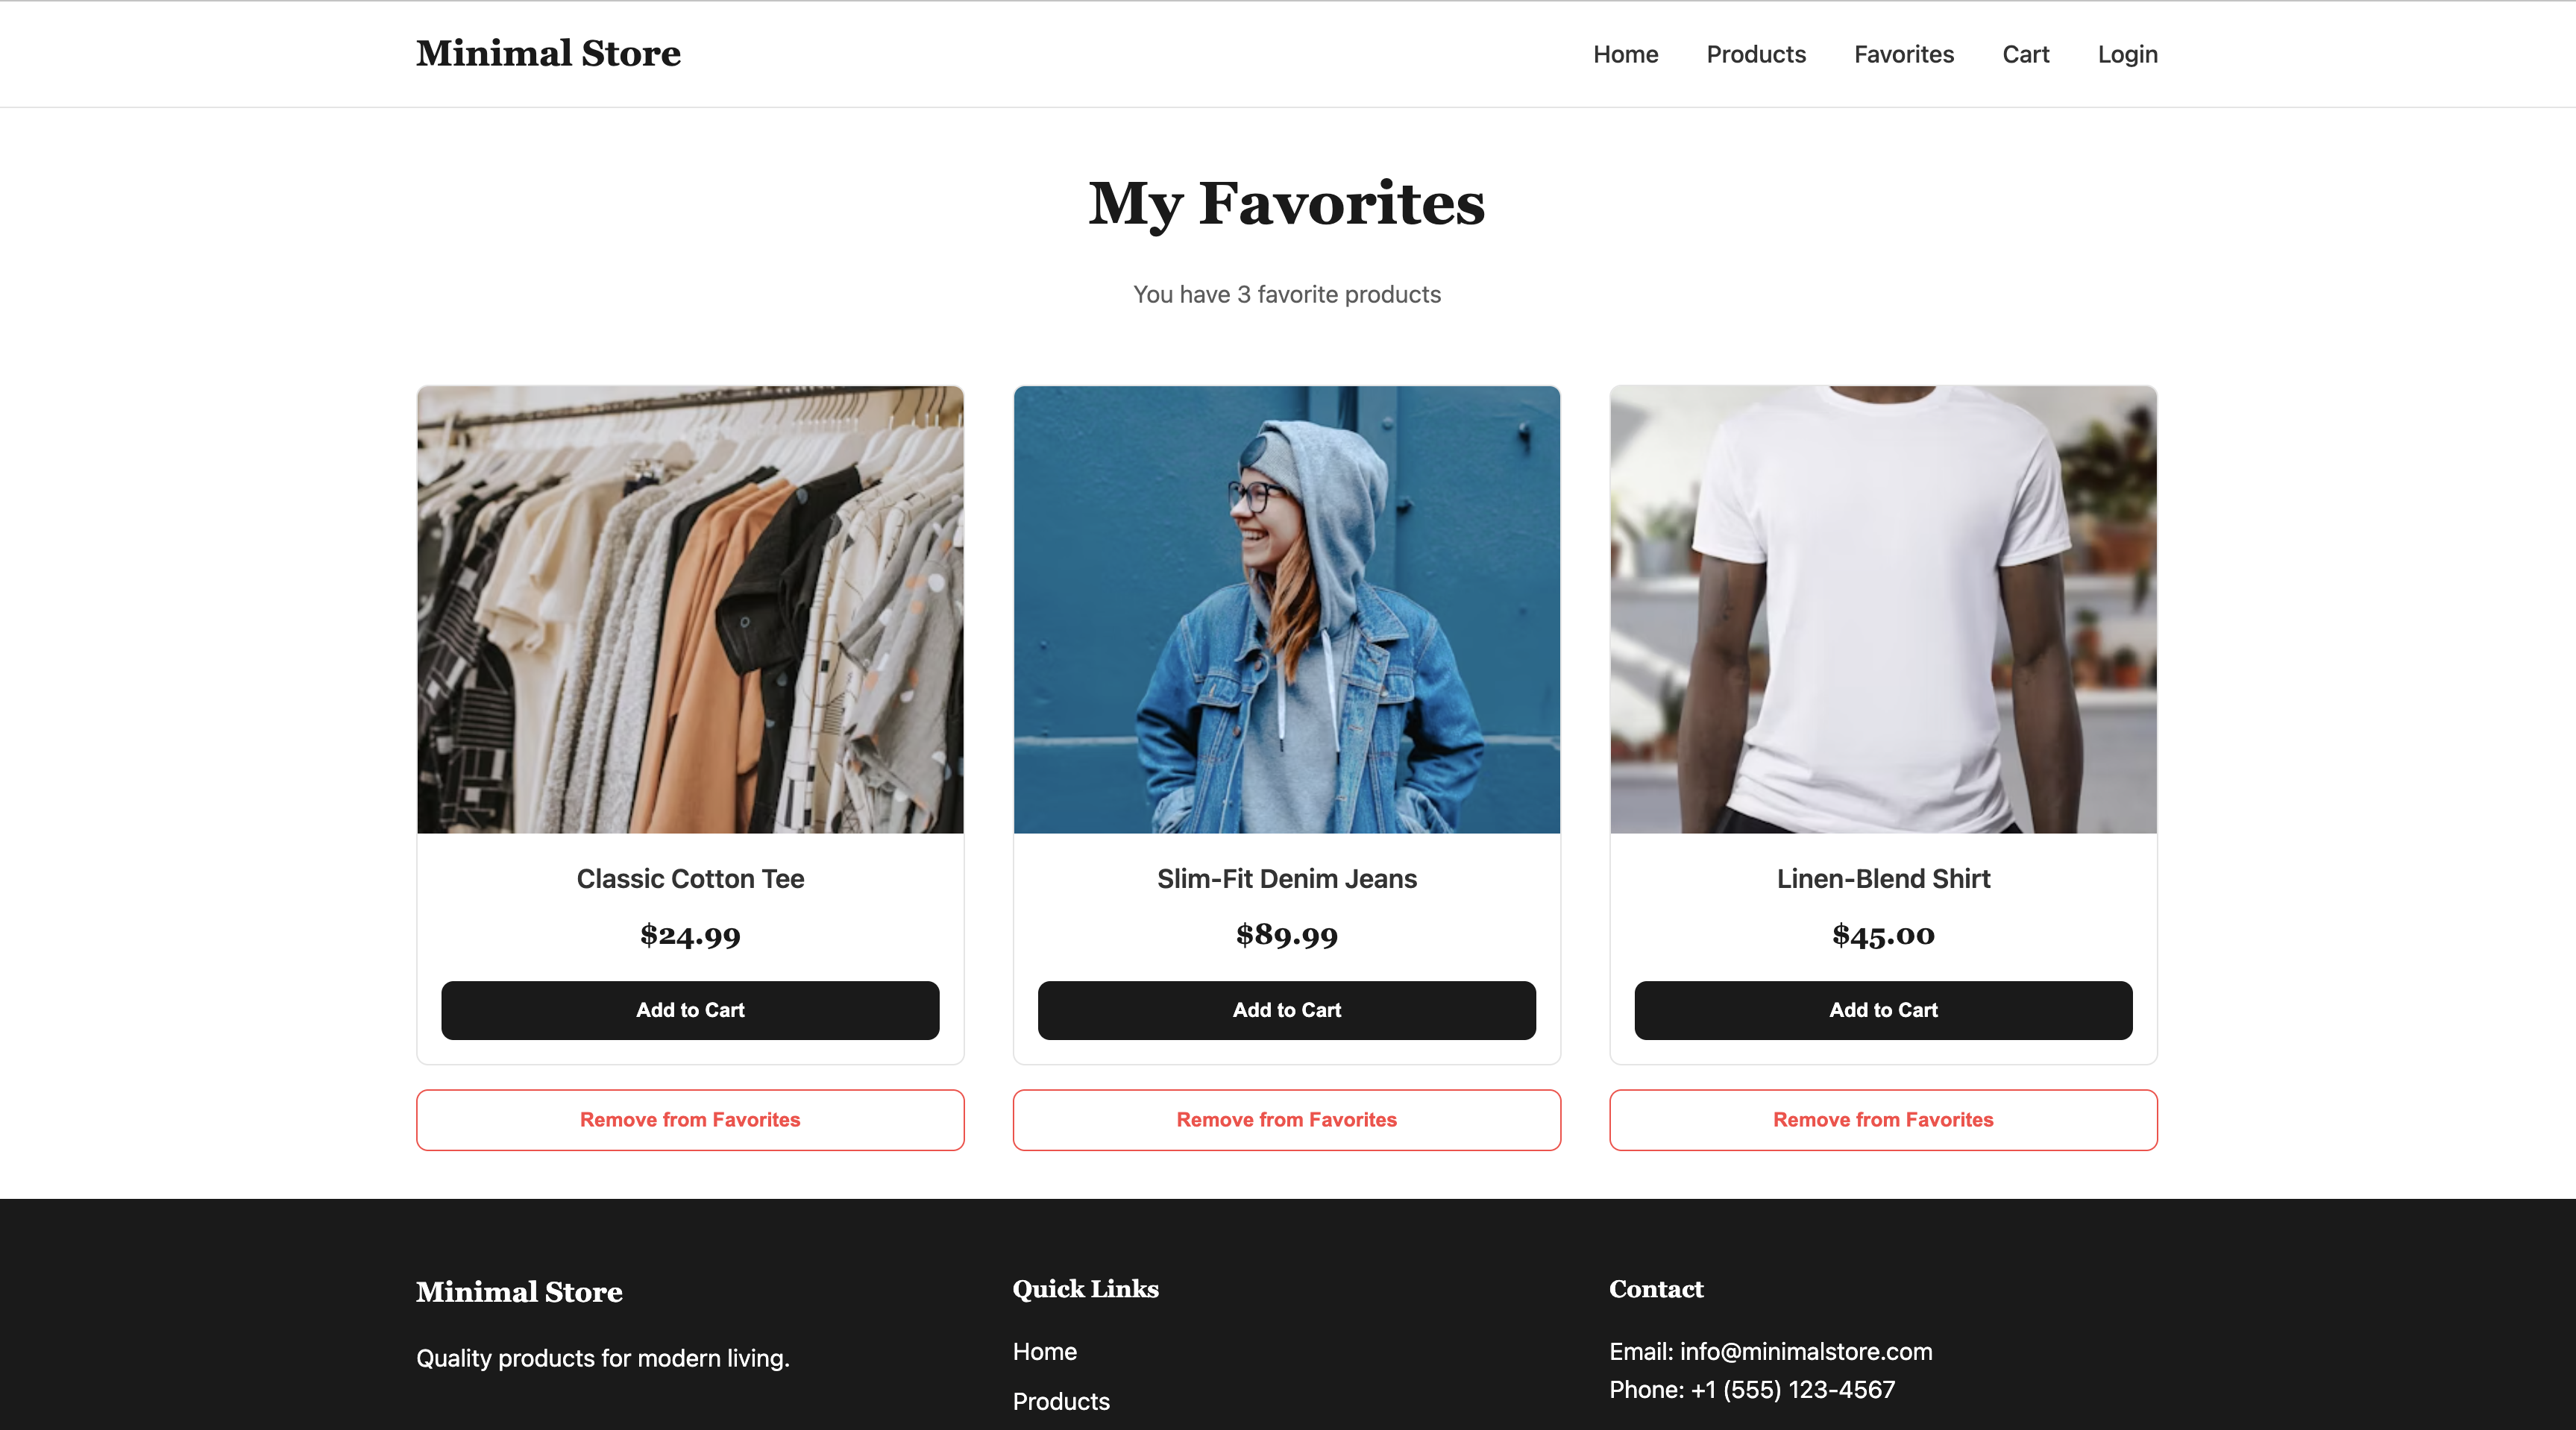 Minimal Store
Home Products Favorites Cart Login
My Favorites
You have 3 favorite products
Classic Cotton Tee
$24.99
Add to Cart
Remove from Favorites
Slim-Fit Denim Jeans
$89.99
Add to Cart
Remove from Favorites
Linen-Blend Shirt
$45.00
Add to Cart
Remove from Favorites
Minimal Store
Quality products for modern living.
Quick Links
Home
Products
Contact
Email: info@minimalstore.com
Phone: +1 (555) 123-4567